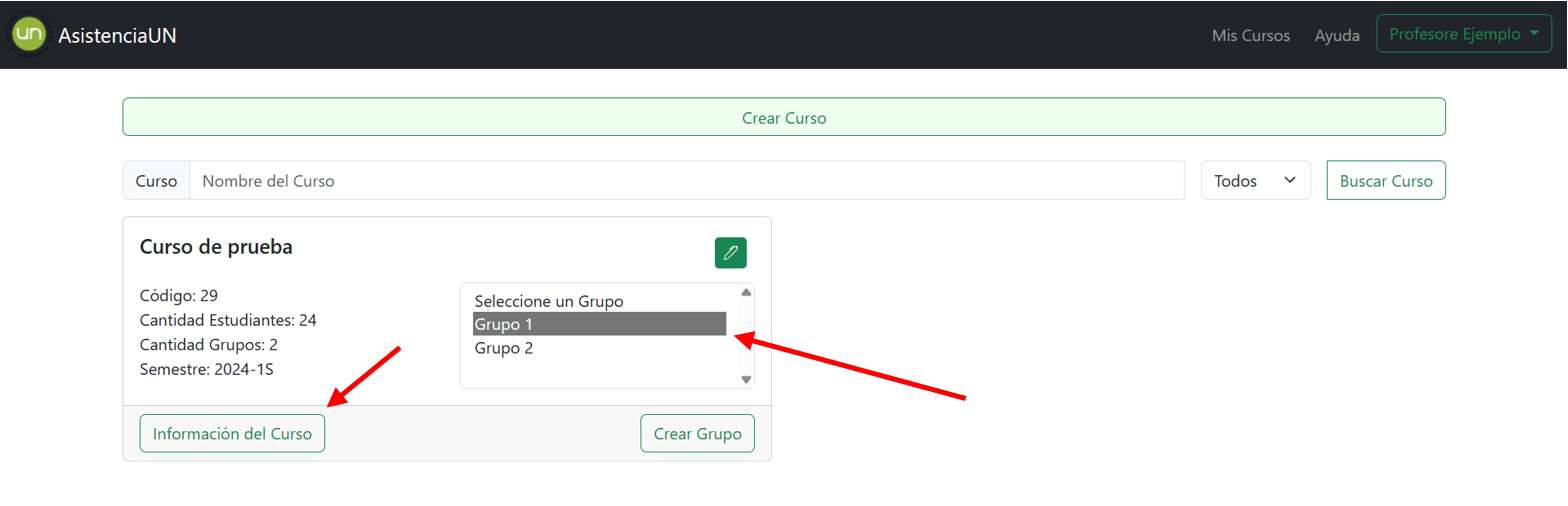 un AsistenciaUN Mis Cursos Ayuda Profesore Ejemplo
Crear Curso
Curso Nombre del Curso Todos Buscar Curso
Curso de prueba
Código: 29
Cantidad Estudiantes: 24
Cantidad Grupos: 2
Semestre: 2024-1S
Seleccione un Grupo
Grupo 1
Grupo 2
Información del Curso Crear Grupo